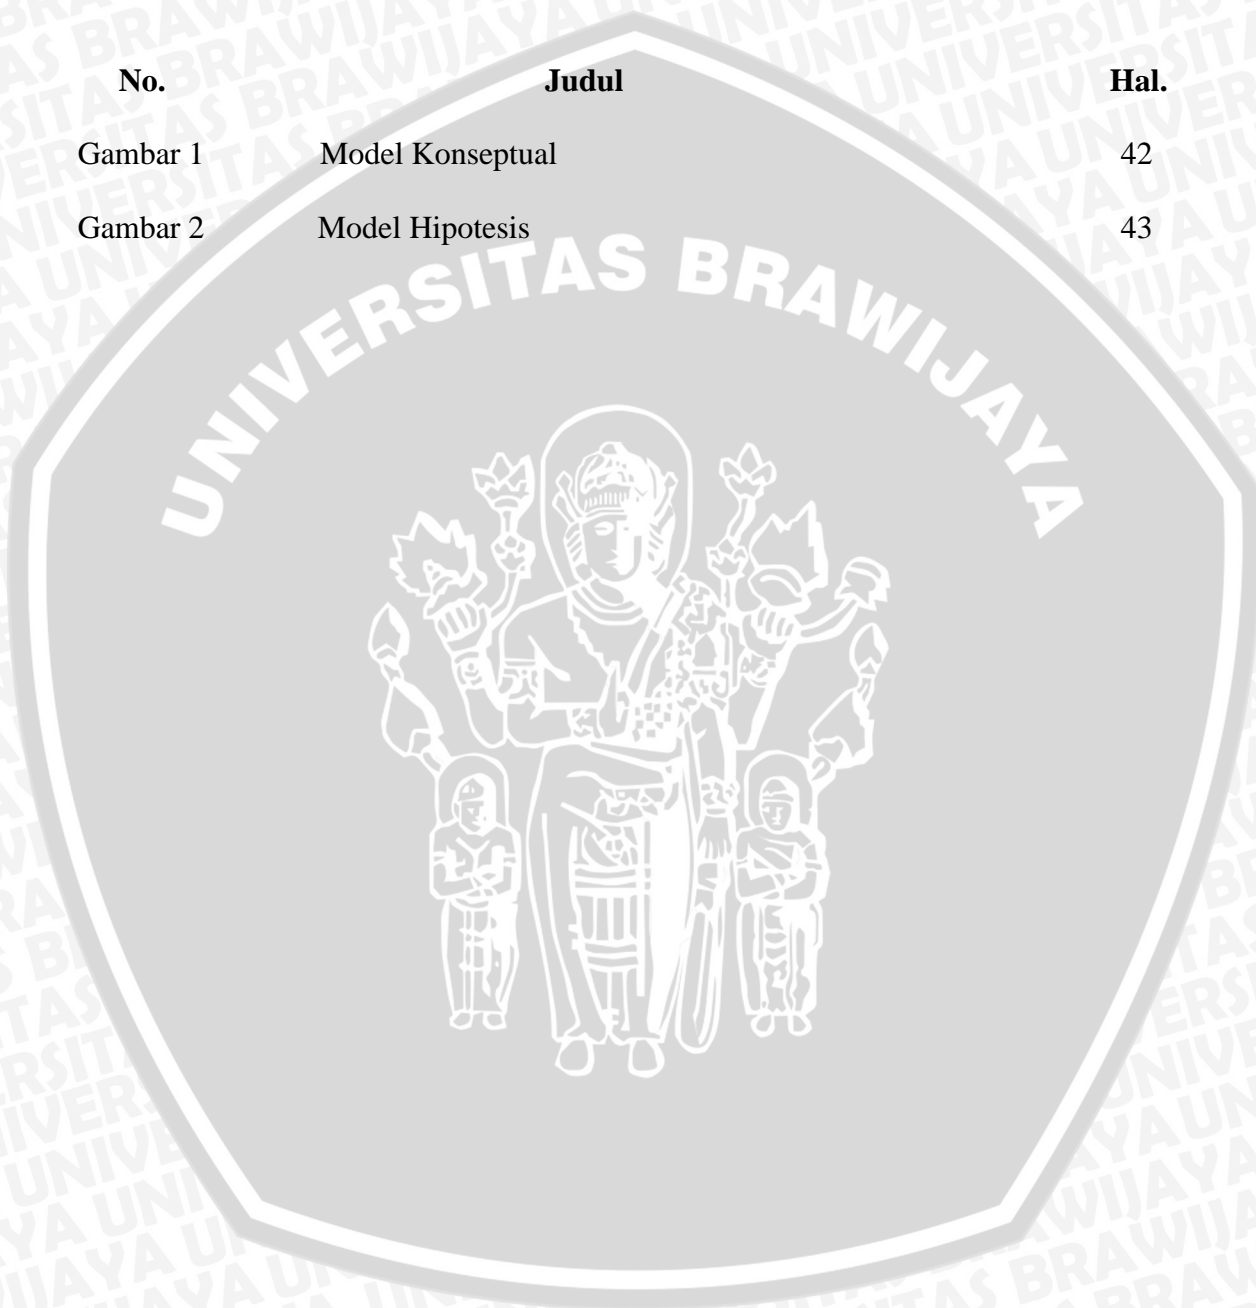 No. Judul Hal.
Gambar 1 Model Konseptual 42
Gambar 2 Model Hipotesis 43
UNIVERSITAS BRAWIJAYA